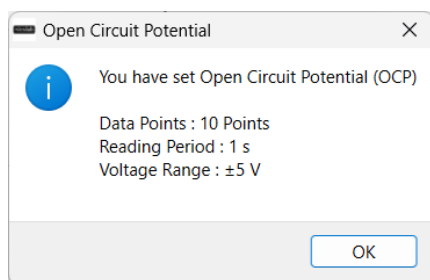 Open Circuit Potential
You have set Open Circuit Potential (OCP)
Data Points : 10 Points
Reading Period : 1 s
Voltage Range : ±5 V
OK